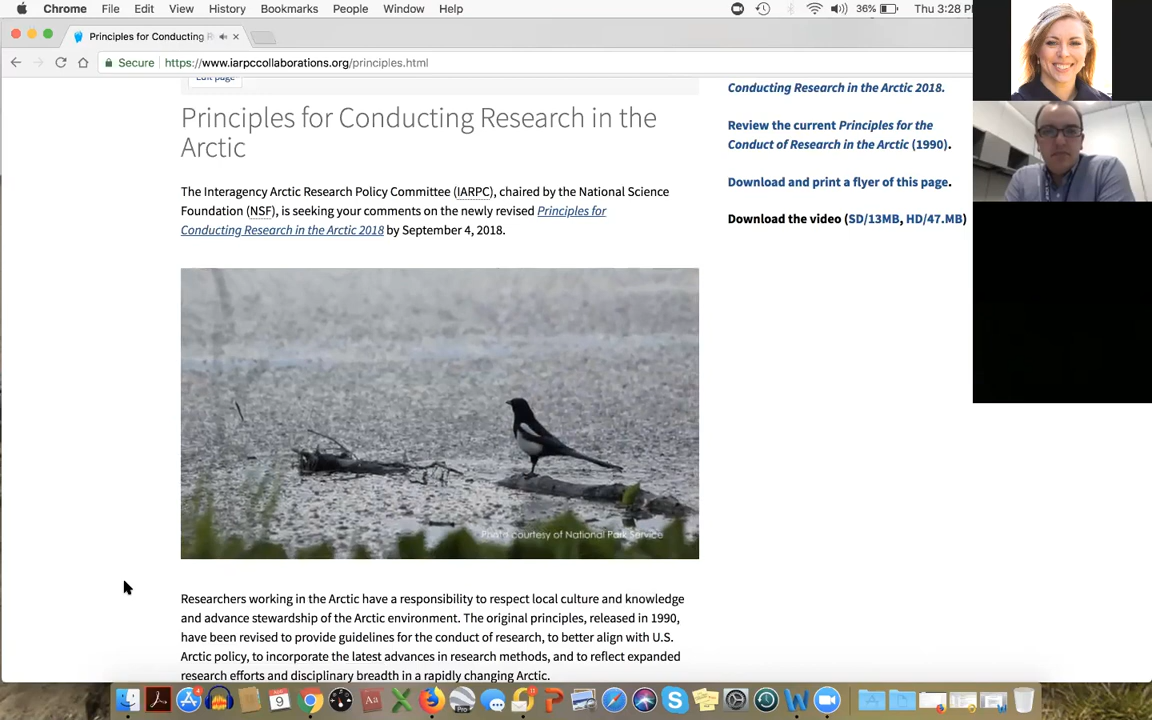 Chrome File Edit View History Bookmarks People Window Help 36% Thu 3:28
Principles for Conducting
Secure https://www.iarpccollaborations.org/principles.html
Edit page
Principles for Conducting Research in the
Arctic
The Interagency Arctic Research Policy Committee (IARPC), chaired by the National Science
Foundation (NSF), is seeking your comments on the newly revised Principles for
Conducting Research in the Arctic 2018 by September 4, 2018.
Photo courtesy of National Park Service
Researchers working in the Arctic have a responsibility to respect local culture and knowledge
and advance stewardship of the Arctic environment. The original principles, released in 1990,
have been revised to provide guidelines for the conduct of research, to better align with U.S.
Arctic policy, to incorporate the latest advances in research methods, and to reflect expanded
research efforts and disciplinary breadth in a rapidly changing Arctic.
Conducting Research in the Arctic 2018.
Review the current Principles for the
Conduct of Research in the Arctic (1990).
Download and print a flyer of this page.
Download the video (SD/13MB, HD/47.MB)
9